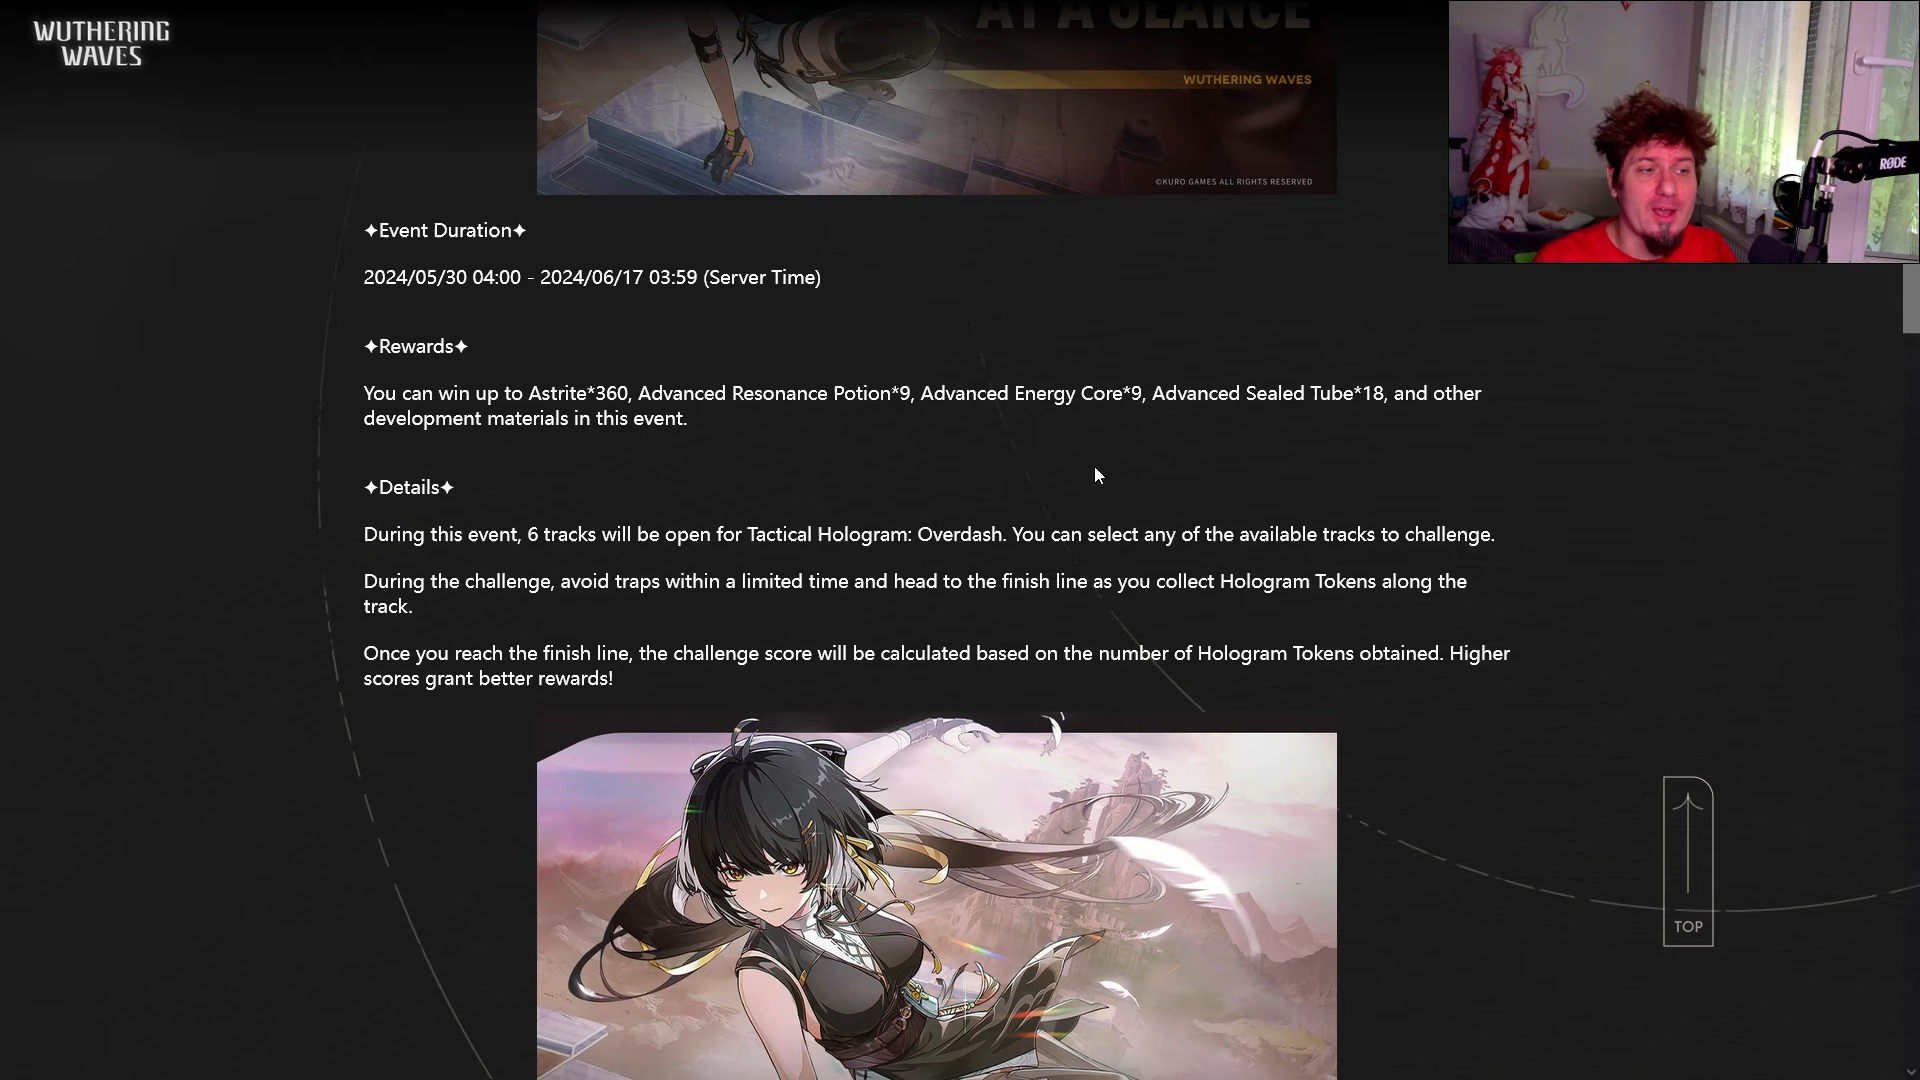 WUTHERING
WAVES
AT A GLANCE
WUTHERING WAVES
©KURO GAMES ALL RIGHTS RESERVED
RØDE
✦Event Duration✦
2024/05/30 04:00 - 2024/06/17 03:59 (Server Time)
✦Rewards✦
You can win up to Astrite*360, Advanced Resonance Potion*9, Advanced Energy Core*9, Advanced Sealed Tube*18, and other
development materials in this event.
✦Details✦
During this event, 6 tracks will be open for Tactical Hologram: Overdash. You can select any of the available tracks to challenge.
During the challenge, avoid traps within a limited time and head to the finish line as you collect Hologram Tokens along the
track.
Once you reach the finish line, the challenge score will be calculated based on the number of Hologram Tokens obtained. Higher
scores grant better rewards!
TOP